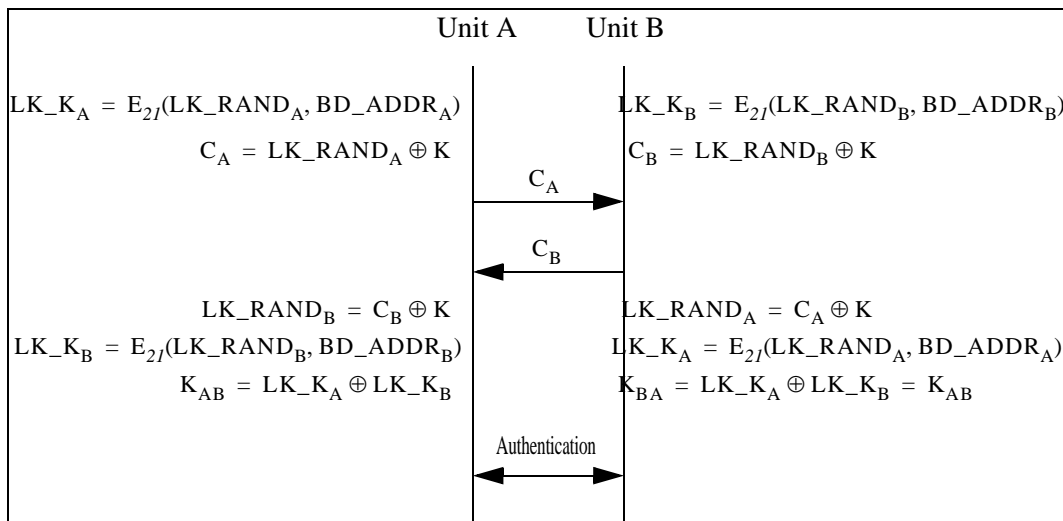 Unit A Unit B
LK_K_A = E_21(LK_RAND_A, BD_ADDR_A) LK_K_B = E_21(LK_RAND_B, BD_ADDR_B)
C_A = LK_RAND_A ⊕ K C_B = LK_RAND_B ⊕ K
C_A
C_B
LK_RAND_B = C_B ⊕ K LK_RAND_A = C_A ⊕ K
LK_K_B = E_21(LK_RAND_B, BD_ADDR_B) LK_K_A = E_21(LK_RAND_A, BD_ADDR_A)
K_AB = LK_K_A ⊕ LK_K_B K_BA = LK_K_A ⊕ LK_K_B = K_AB
Authentication